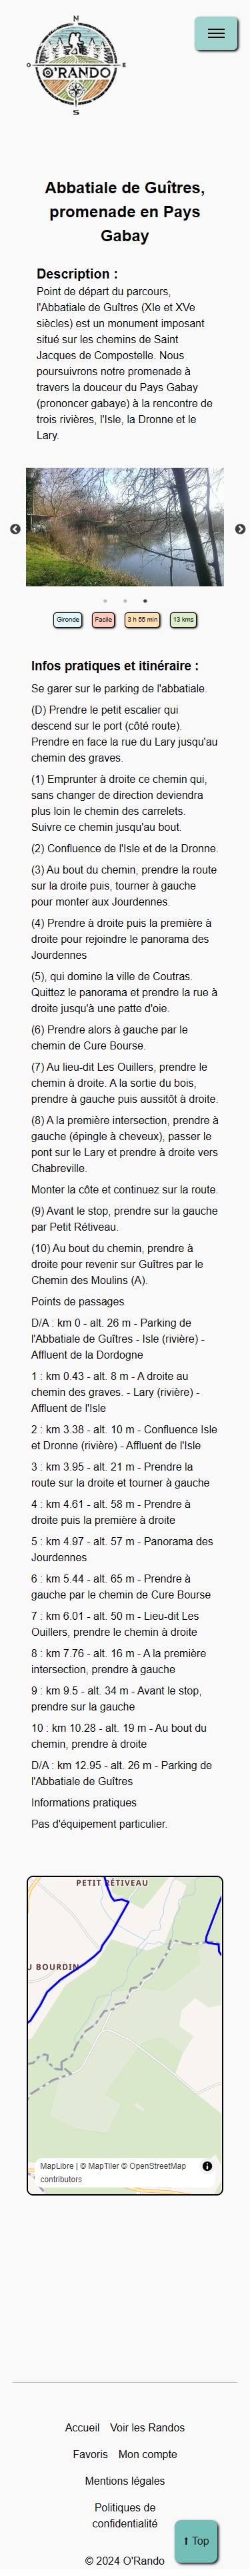 N
O E
O'RANDO
S
Abbatiale de Guîtres,
promenade en Pays
Gabay
Description :
Point de départ du parcours,
l'Abbatiale de Guîtres (XIe et XVe
siècles) est un monument imposant
situé sur les chemins de Saint
Jacques de Compostelle. Nous
poursuivrons notre promenade à
travers la douceur du Pays Gabay
(prononcer gabaye) à la rencontre de
trois rivières, l'Isle, la Dronne et le
Lary.
Gironde Facile 3 h 55 min 13 kms
Infos pratiques et itinéraire :
Se garer sur le parking de l'abbatiale.
(D) Prendre le petit escalier qui
descend sur le port (côté route).
Prendre en face la rue du Lary jusqu'au
chemin des graves.
(1) Emprunter à droite ce chemin qui,
sans changer de direction deviendra
plus loin le chemin des carrelets.
Suivre ce chemin jusqu'au bout.
(2) Confluence de l'Isle et de la Dronne.
(3) Au bout du chemin, prendre la route
sur la droite puis, tourner à gauche
pour monter aux Jourdennes.
(4) Prendre à droite puis la première à
droite pour rejoindre le panorama des
Jourdennes
(5), qui domine la ville de Coutras.
Quittez le panorama et prendre la rue à
droite jusqu'à une patte d'oie.
(6) Prendre alors à gauche par le
chemin de Cure Bourse.
(7) Au lieu-dit Les Ouillers, prendre le
chemin à droite. A la sortie du bois,
prendre à gauche puis aussitôt à droite.
(8) A la première intersection, prendre à
gauche (épingle à cheveux), passer le
pont sur le Lary et prendre à droite vers
Chabreville.
Monter la côte et continuez sur la route.
(9) Avant le stop, prendre sur la gauche
par Petit Rétiveau.
(10) Au bout du chemin, prendre à
droite pour revenir sur Guîtres par le
Chemin des Moulins (A).
Points de passages
D/A : km 0 - alt. 26 m - Parking de
l'Abbatiale de Guîtres - Isle (rivière) -
Affluent de la Dordogne
1 : km 0.43 - alt. 8 m - A droite au
chemin des graves. - Lary (rivière) -
Affluent de l'Isle
2 : km 3.38 - alt. 10 m - Confluence Isle
et Dronne (rivière) - Affluent de l'Isle
3 : km 3.95 - alt. 27 m - Prendre la
route sur la droite et tourner à gauche
4 : km 4.61 - alt. 58 m - Prendre à
droite puis la première à droite
5 : km 4.97 - alt. 57 m - Panorama des
Jourdennes
6 : km 5.44 - alt. 65 m - Prendre à
gauche par le chemin de Cure Bourse
7 : km 6.01 - alt. 50 m - Lieu-dit Les
Ouillers, prendre le chemin à droite
8 : km 7.76 - alt. 16 m - A la première
intersection, prendre à gauche
9 : km 9.5 - alt. 34 m - Avant le stop,
prendre sur la gauche
10 : km 10.28 - alt. 19 m - Au bout du
chemin, prendre à droite
D/A : km 12.95 - alt. 26 m - Parking de
l'Abbatiale de Guîtres
Informations pratiques
Pas d'équipement particulier.
PETIT RÉTIVEAU
U BOURDIN
MapLibre | © MapTiler © OpenStreetMap
contributors
Accueil Voir les Randos
Favoris Mon compte
Mentions légales
Politiques de
confidentialité
⭡ Top
© 2024 O'Rando